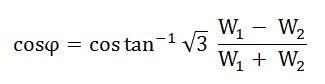 cosφ = cos tan⁻¹ √3 (W₁ − W₂)/(W₁ + W₂)